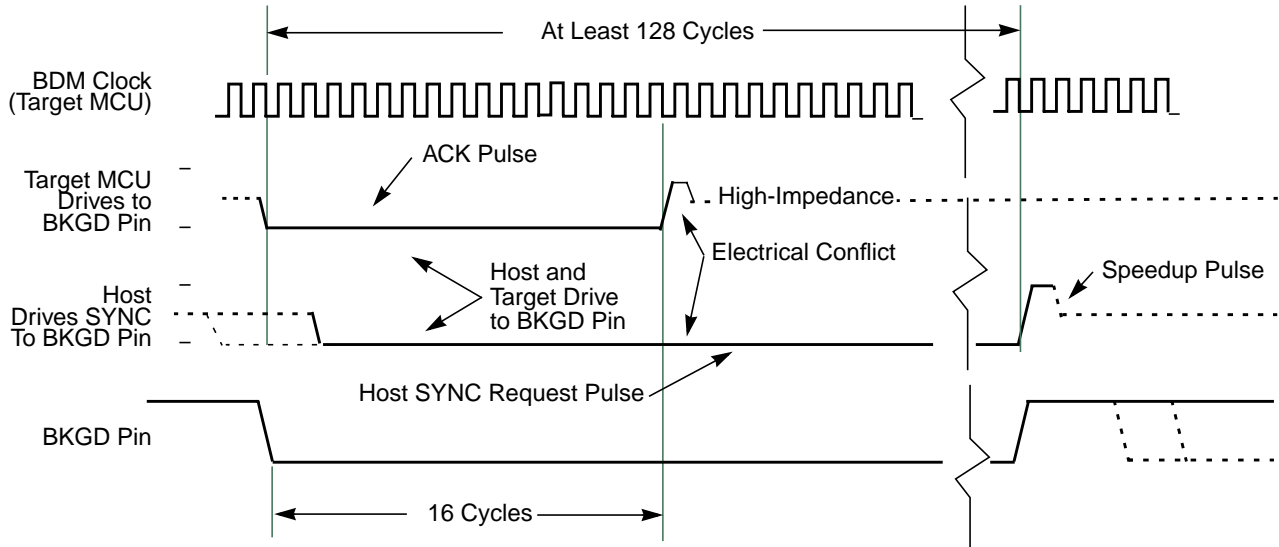 At Least 128 Cycles
BDM Clock
(Target MCU)
ACK Pulse
Target MCU
Drives to
BKGD Pin
High-Impedance
Electrical Conflict
Host and
Target Drive
to BKGD Pin
Speedup Pulse
Host
Drives SYNC
To BKGD Pin
Host SYNC Request Pulse
BKGD Pin
16 Cycles